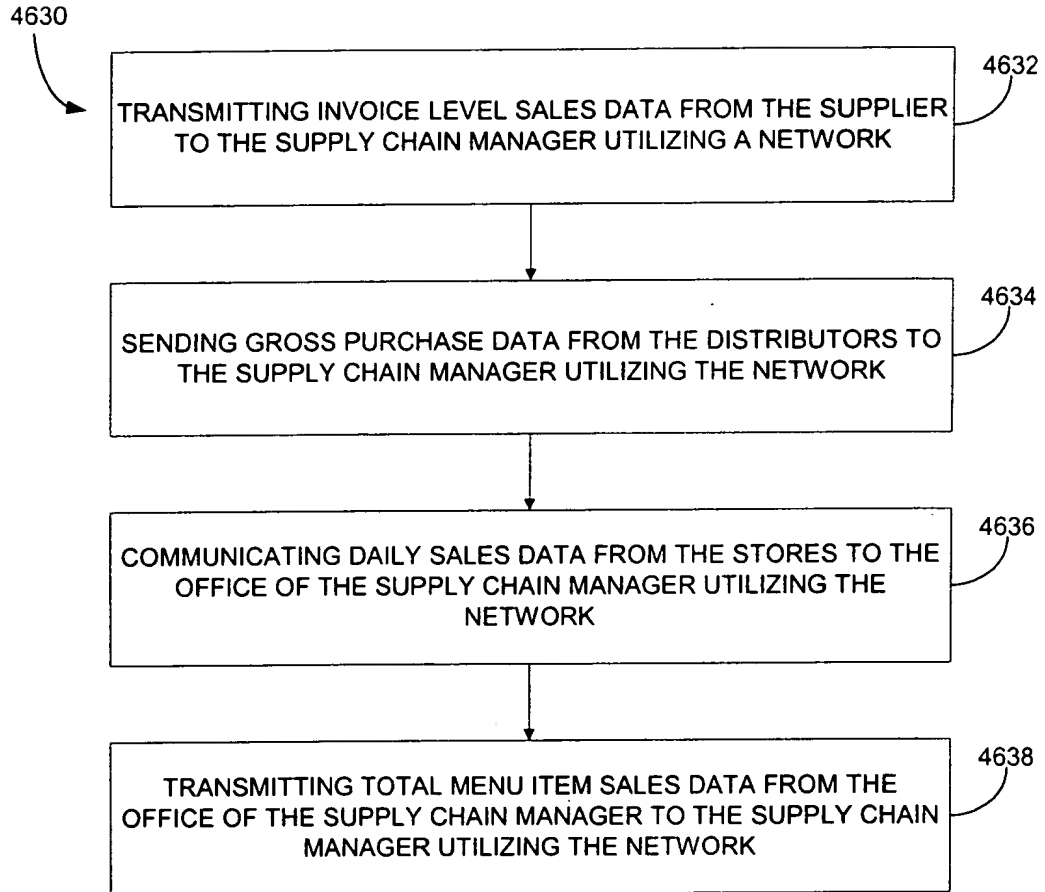 4630
4632
TRANSMITTING INVOICE LEVEL SALES DATA FROM THE SUPPLIER
TO THE SUPPLY CHAIN MANAGER UTILIZING A NETWORK
4634
SENDING GROSS PURCHASE DATA FROM THE DISTRIBUTORS TO
THE SUPPLY CHAIN MANAGER UTILIZING THE NETWORK
4636
COMMUNICATING DAILY SALES DATA FROM THE STORES TO THE
OFFICE OF THE SUPPLY CHAIN MANAGER UTILIZING THE
NETWORK
4638
TRANSMITTING TOTAL MENU ITEM SALES DATA FROM THE
OFFICE OF THE SUPPLY CHAIN MANAGER TO THE SUPPLY CHAIN
MANAGER UTILIZING THE NETWORK